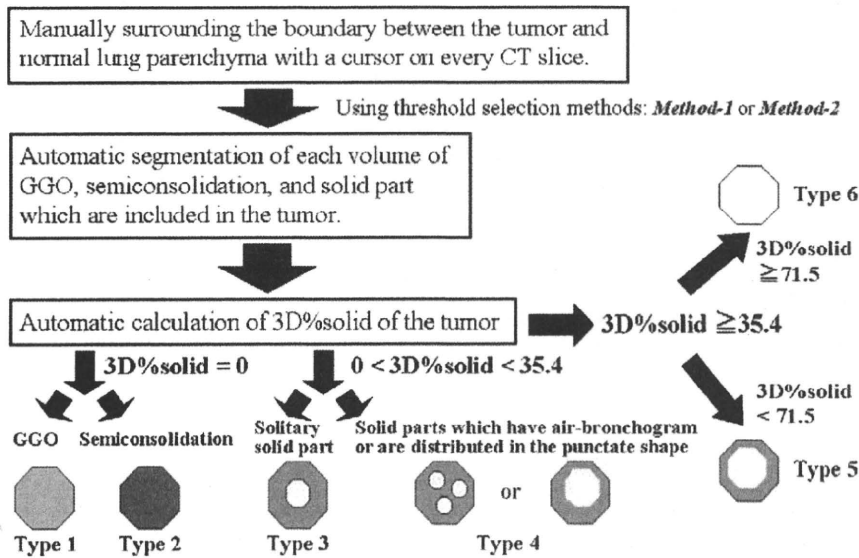 Manually surrounding the boundary between the tumor and
normal lung parenchyma with a cursor on every CT slice.
Using threshold selection methods: Method-1 or Method-2
Automatic segmentation of each volume of
GGO, semiconsolidation, and solid part
which are included in the tumor.
Type 6
3D%solid
≧71.5
Automatic calculation of 3D%solid of the tumor
3D%solid ≧35.4
3D%solid = 0
0 < 3D%solid < 35.4
3D%solid
< 71.5
GGO
Semiconsolidation
Solitary
solid part
Solid parts which have air-bronchogram
or are distributed in the punctate shape
or
Type 5
Type 1
Type 2
Type 3
Type 4